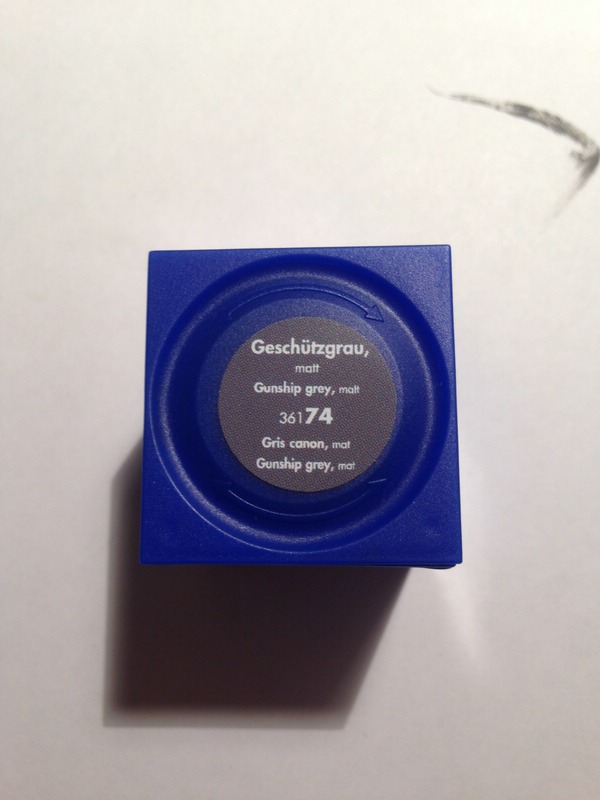 Geschützgrau,
matt
Gunship grey, matt
36174
Gris canon, mat
Gunship grey, mat